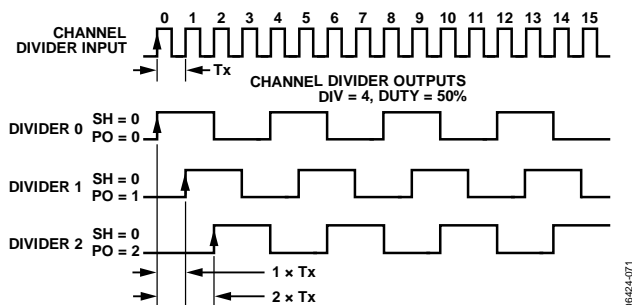 0 1 2 3 4 5 6 7 8 9 10 11 12 13 14 15
CHANNEL
DIVIDER INPUT
Tx
CHANNEL DIVIDER OUTPUTS
DIV = 4, DUTY = 50%
DIVIDER 0 SH = 0
PO = 0
DIVIDER 1 SH = 0
PO = 1
DIVIDER 2 SH = 0
PO = 2
1 × Tx
2 × Tx
06424-071